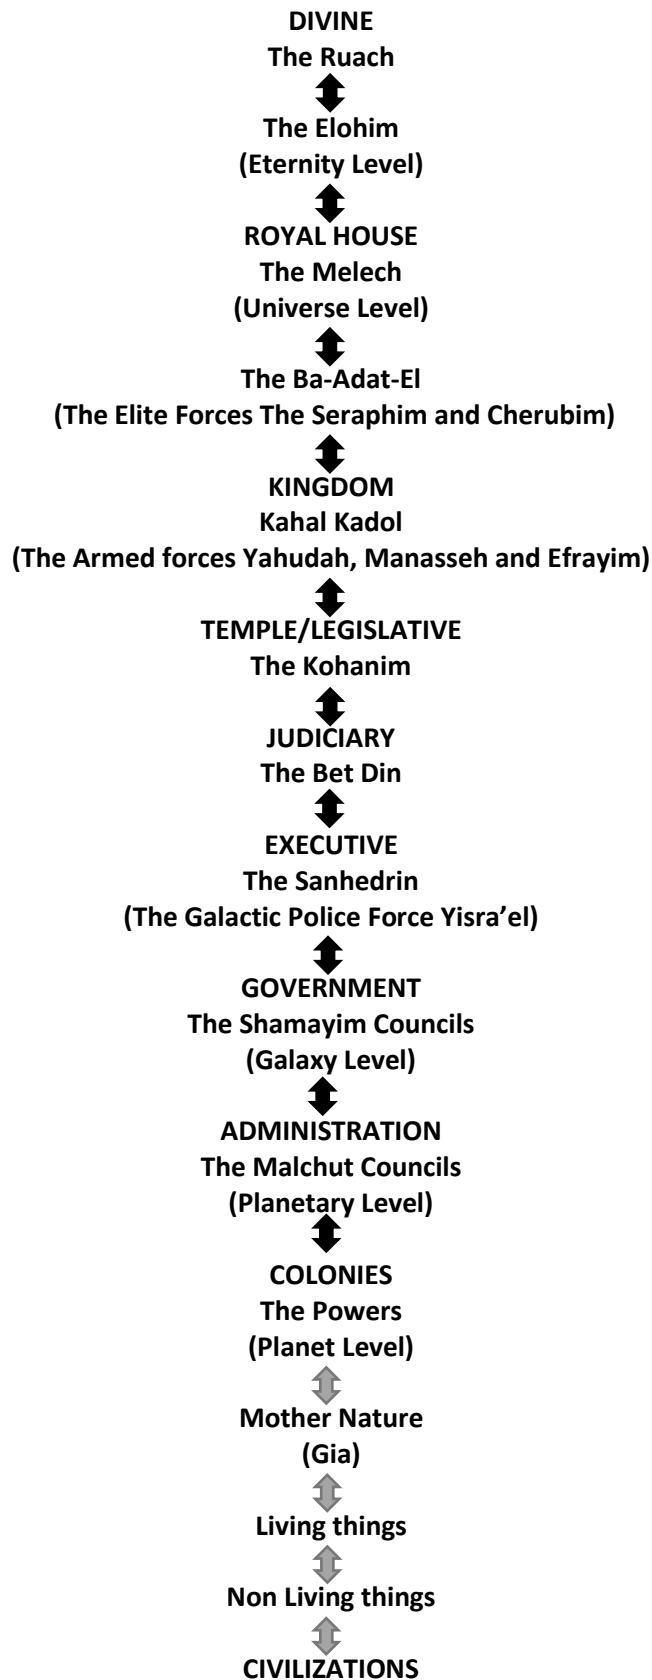 DIVINE
The Ruach
The Elohim
(Eternity Level)
ROYAL HOUSE
The Melech
(Universe Level)
The Ba-Adat-El
(The Elite Forces The Seraphim and Cherubim)
KINGDOM
Kahal Kadol
(The Armed forces Yahudah, Manasseh and Efrayim)
TEMPLE/LEGISLATIVE
The Kohanim
JUDICIARY
The Bet Din
EXECUTIVE
The Sanhedrin
(The Galactic Police Force Yisra’el)
GOVERNMENT
The Shamayim Councils
(Galaxy Level)
ADMINISTRATION
The Malchut Councils
(Planetary Level)
COLONIES
The Powers
(Planet Level)
Mother Nature
(Gia)
Living things
Non Living things
CIVILIZATIONS